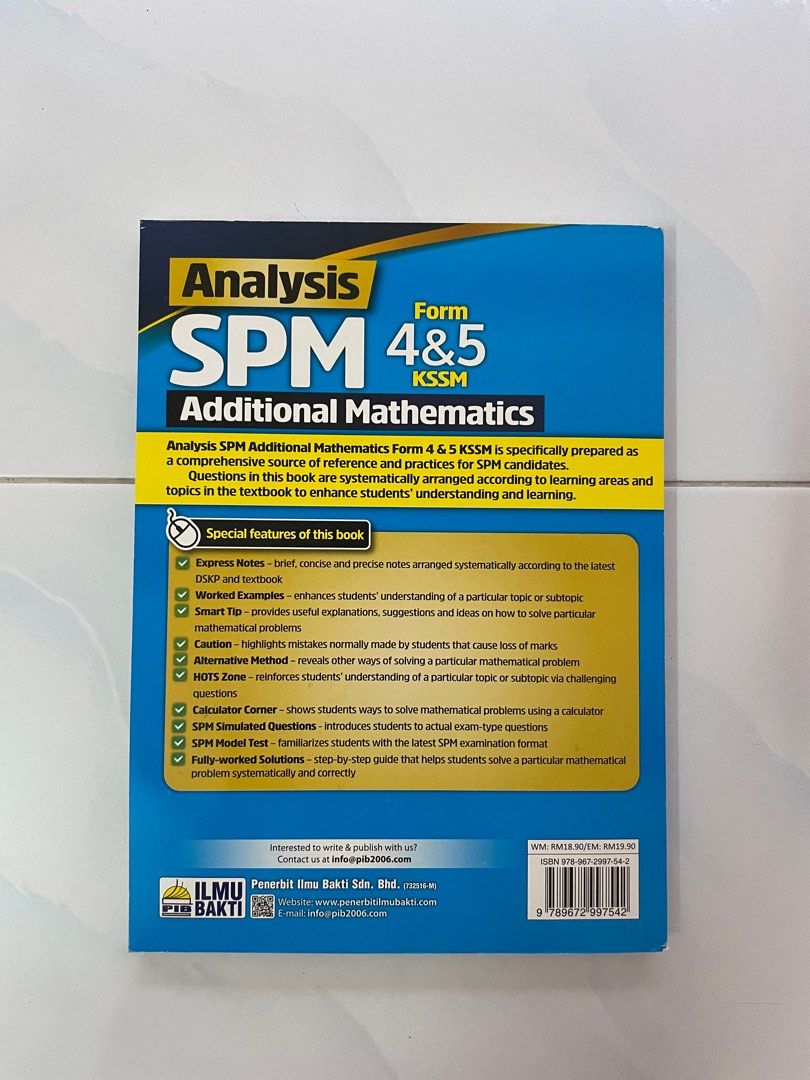 Analysis
SPM
Form
4&5
KSSM
Additional Mathematics
Analysis SPM Additional Mathematics Form 4 & 5 KSSM is specifically prepared as
a comprehensive source of reference and practices for SPM candidates.
Questions in this book are systematically arranged according to learning areas and
topics in the textbook to enhance students' understanding and learning.
Special features of this book
Express Notes – brief, concise and precise notes arranged systematically according to the latest
DSKP and textbook
Worked Examples – enhances students' understanding of a particular topic or subtopic
Smart Tip – provides useful explanations, suggestions and ideas on how to solve particular
mathematical problems
Caution – highlights mistakes normally made by students that cause loss of marks
Alternative Method – reveals other ways of solving a particular mathematical problem
HOTS Zone – reinforces students' understanding of a particular topic or subtopic via challenging
questions
Calculator Corner – shows students ways to solve mathematical problems using a calculator
SPM Simulated Questions - introduces students to actual exam-type questions
SPM Model Test – familiarizes students with the latest SPM examination format
Fully-worked Solutions – step-by-step guide that helps students solve a particular mathematical
problem systematically and correctly
Interested to write & publish with us?
Contact us at info@pib2006.com
PIB
ILMU
BAKTI
Penerbit Ilmu Bakti Sdn. Bhd. (732516-M)
Website: www.penerbitilmubakti.com
E-mail: info@pib2006.com
WM: RM18.90/EM: RM19.90
ISBN 978-967-2997-54-2
9 789672 997542